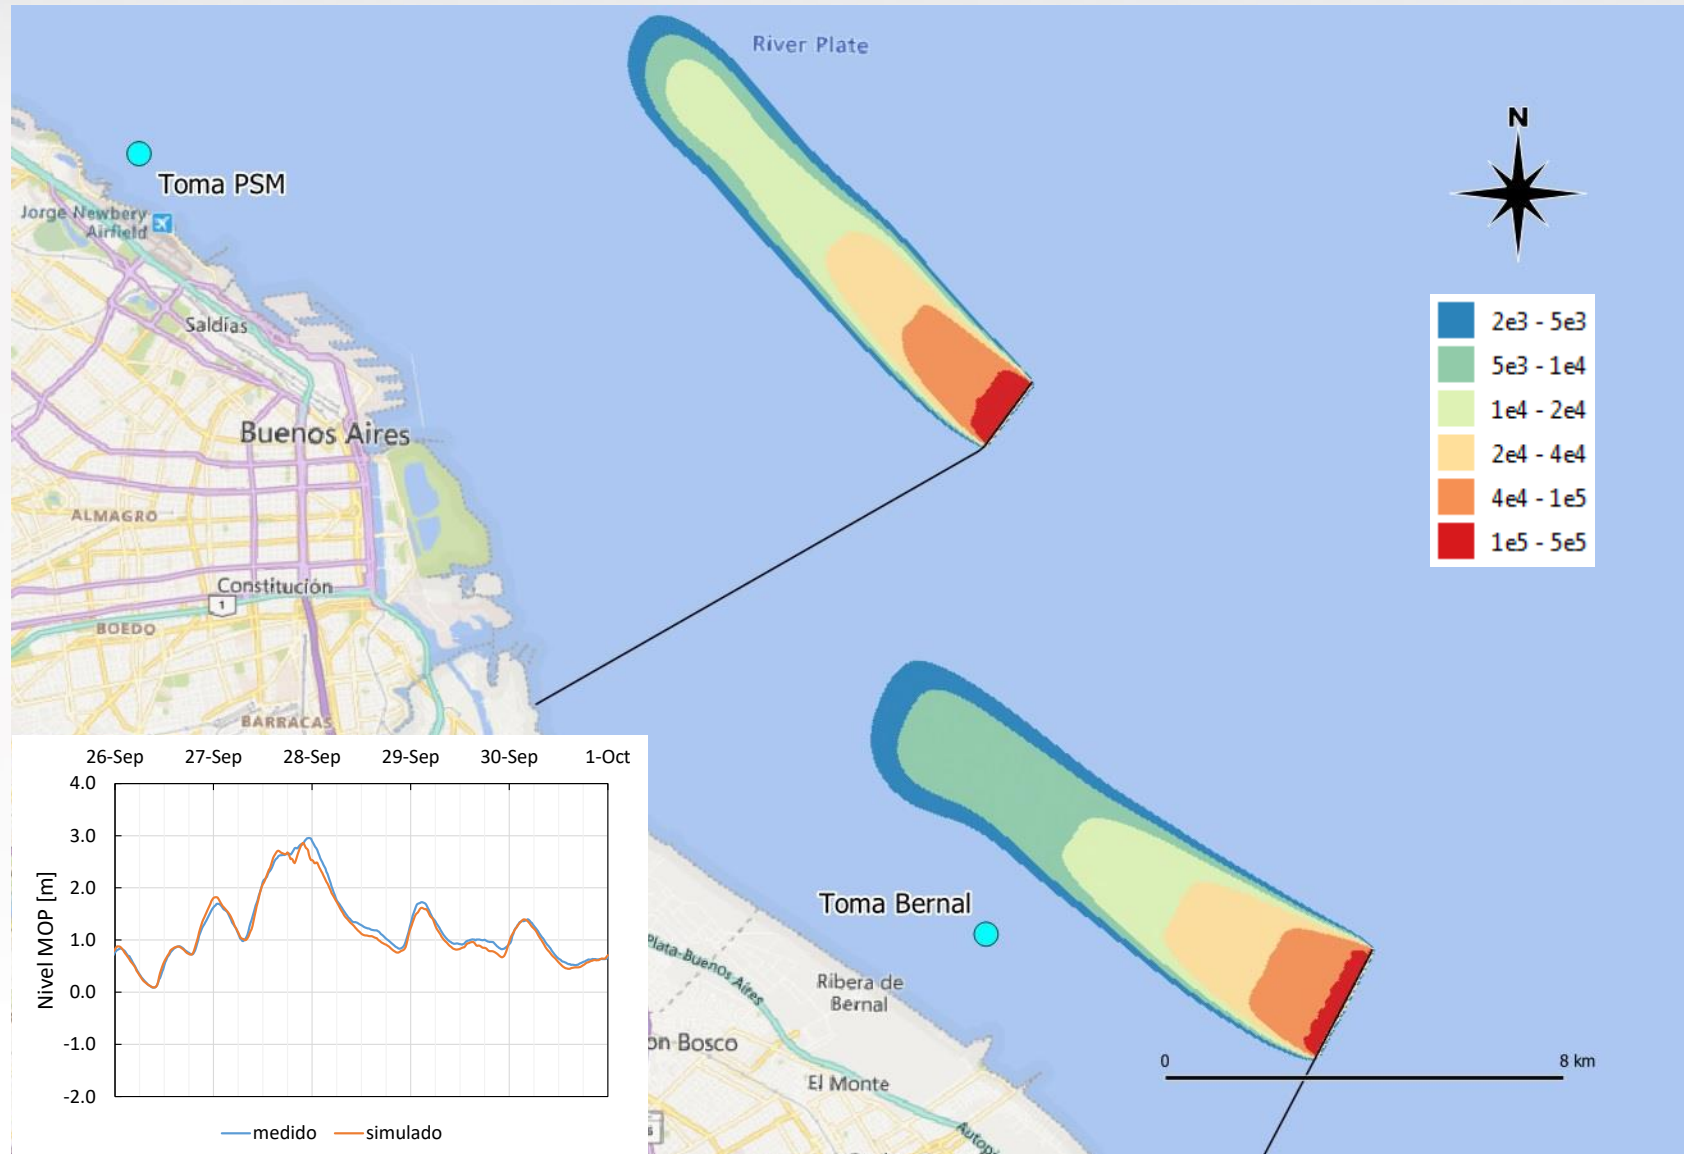 River Plate
N
Toma PSM
Jorge Newbery
Airfield
Saldías
2e3 - 5e3
5e3 - 1e4
1e4 - 2e4
2e4 - 4e4
4e4 - 1e5
1e5 - 5e5
Buenos Aires
ALMAGRO
Constitución
1
BOEDO
BARRACAS
26-Sep 27-Sep 28-Sep 29-Sep 30-Sep 1-Oct
4.0
3.0
2.0
1.0
0.0
-1.0
-2.0
Nivel MOP [m]
medido simulado
Toma Bernal
Plata-Buenos Aires
Ribera de
Bernal
on Bosco
El Monte
Autop
0 8 km